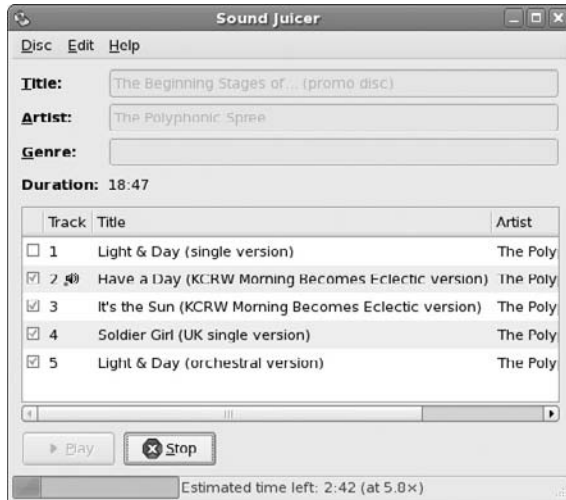 Sound Juicer
Disc Edit Help
Title: The Beginning Stages of... (promo disc)
Artist: The Polyphonic Spree
Genre:
Duration: 18:47
Track Title Artist
1 Light & Day (single version) The Poly
2 Have a Day (KCRW Morning Becomes Eclectic version) The Poly
3 It's the Sun (KCRW Morning Becomes Eclectic version) The Poly
4 Soldier Girl (UK single version) The Poly
5 Light & Day (orchestral version) The Poly
Play Stop
Estimated time left: 2:42 (at 5.8×)